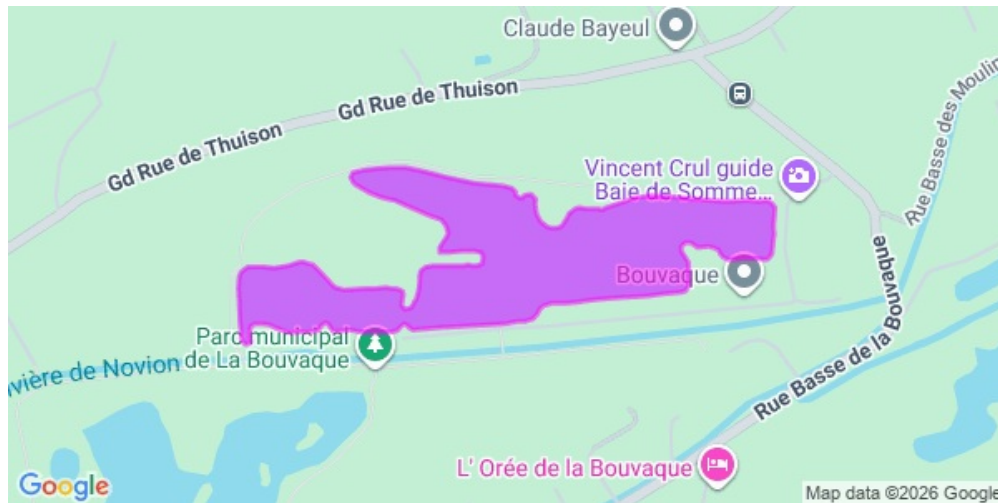 Claude Bayeul
Gd Rue de Thuison
Gd Rue de Thuison
Rue Basse des Moulin
Vincent Crul guide
Baie de Somme...
Bouvaque
Rue Basse de la Bouvaque
Parc municipal
de La Bouvaque
vière de Novion
L' Orée de la Bouvaque
Google
Map data ©2026 Google